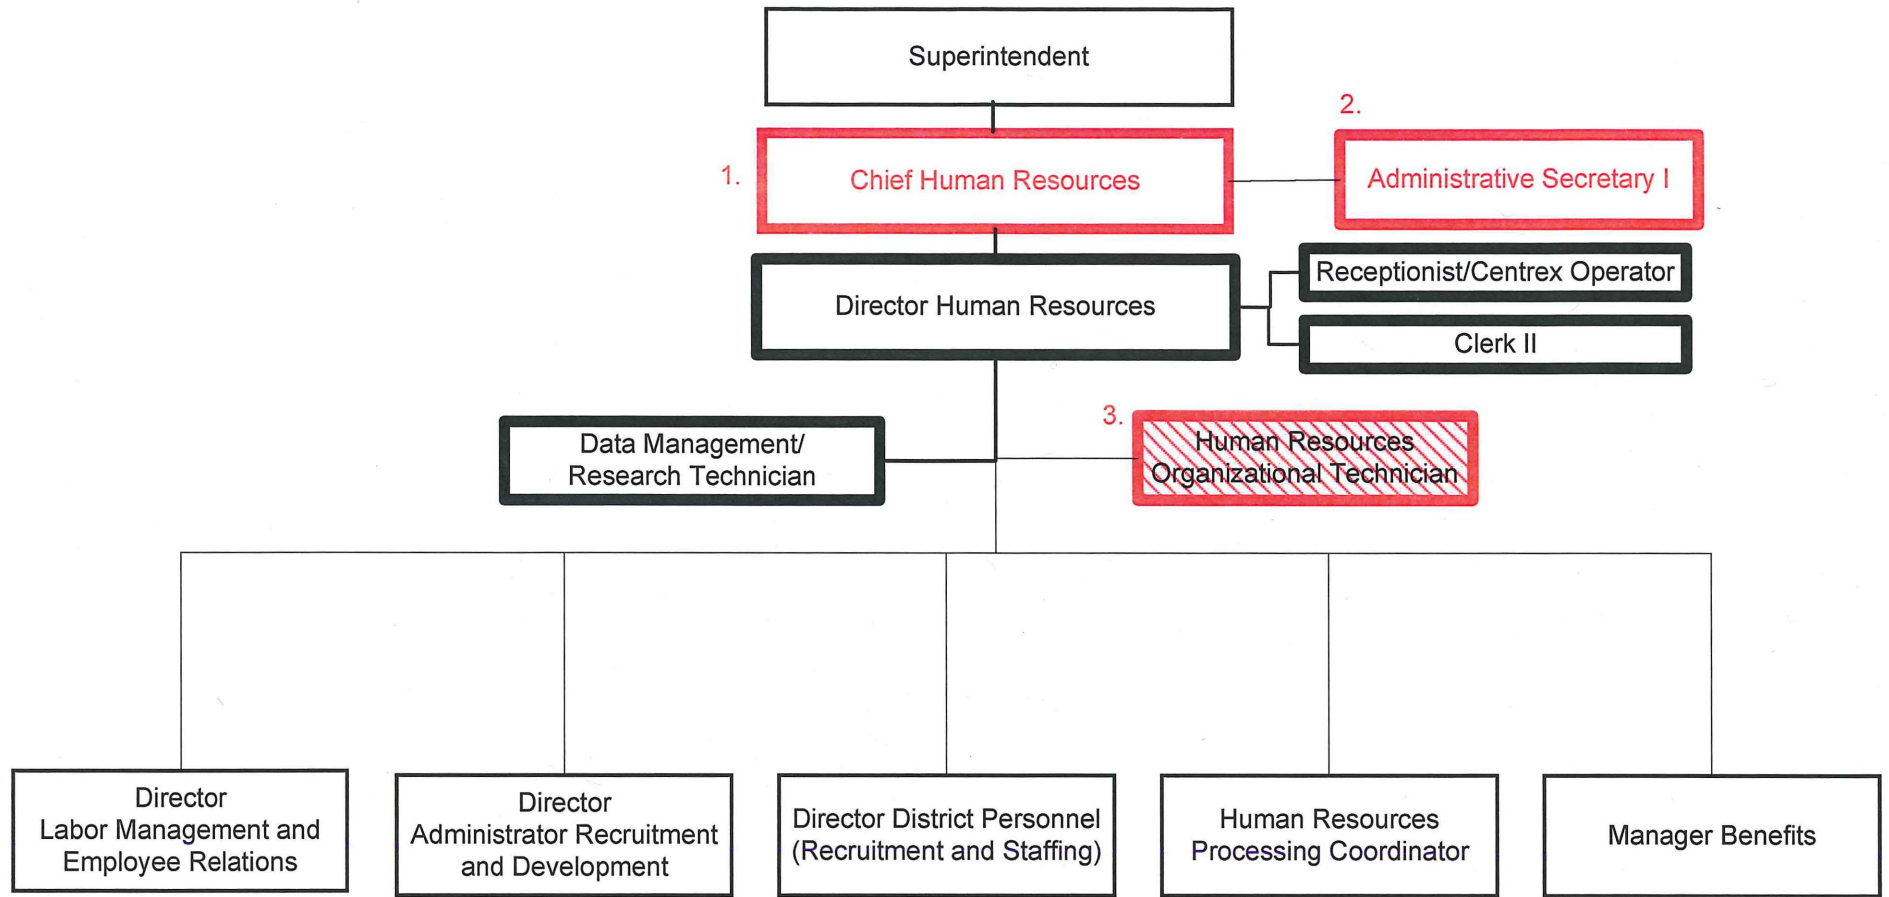 Superintendent
2.
1.
Chief Human Resources
Administrative Secretary I
Receptionist/Centrex Operator
Director Human Resources
Clerk II
3.
Data Management/
Research Technician
Human Resources
Organizational Technician
Director
Labor Management and
Employee Relations
Director
Administrator Recruitment
and Development
Director District Personnel
(Recruitment and Staffing)
Human Resources
Processing Coordinator
Manager Benefits